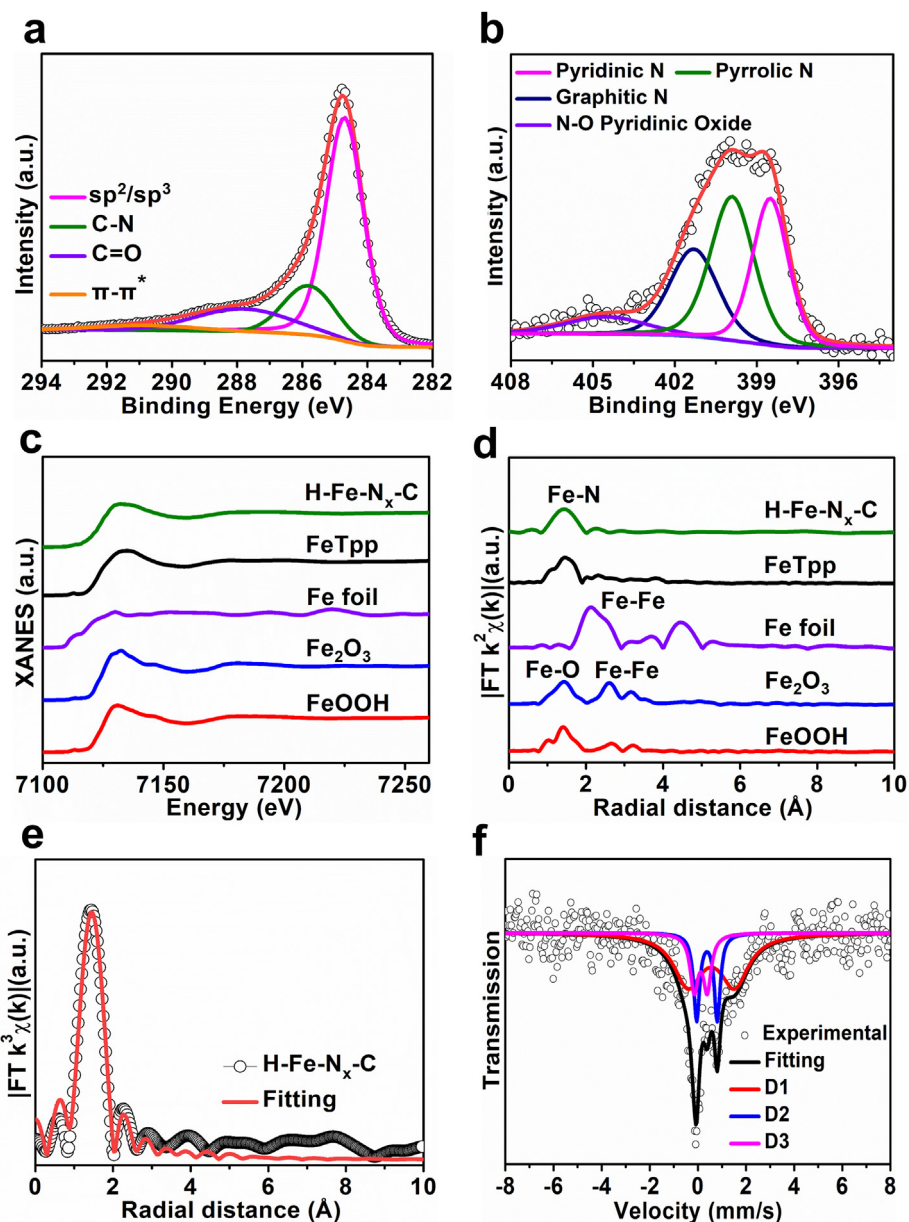 a
Intensity (a.u.)
sp²/sp³
C-N
C=O
π-π*
294 292 290 288 286 284 282
Binding Energy (eV)
b
Intensity (a.u.)
Pyridinic N Pyrrolic N
Graphitic N
N-O Pyridinic Oxide
408 405 402 399 396
Binding Energy (eV)
c
XANES (a.u.)
H-Fe-Nₓ-C
FeTpp
Fe foil
Fe₂O₃
FeOOH
7100 7150 7200 7250
Energy (eV)
d
|FT k²χ(k)|(a.u.)
Fe-N H-Fe-Nₓ-C
FeTpp
Fe-Fe
Fe foil
Fe-O Fe-Fe
Fe₂O₃
FeOOH
0 2 4 6 8 10
Radial distance (Å)
e
|FT k³χ(k)|(a.u.)
H-Fe-Nₓ-C
Fitting
0 2 4 6 8 10
Radial distance (Å)
f
Transmission
Experimental
Fitting
D1
D2
D3
-8 -6 -4 -2 0 2 4 6 8
Velocity (mm/s)